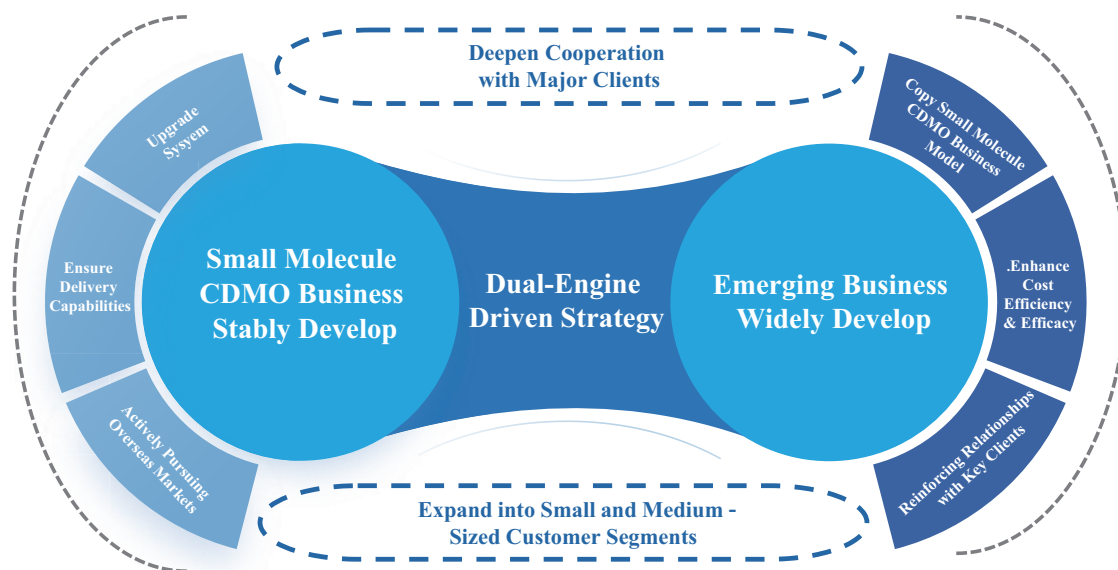 Deepen Cooperation
with Major Clients
Upgrade
Sysyem
Ensure
Delivery
Capabilities
Actively Pursuing
Overseas Markets
Small Molecule
CDMO Business
Stably Develop
Dual-Engine
Driven Strategy
Emerging Business
Widely Develop
Copy Small Molecule
CDMO Business
Model
.Enhance
Cost
Efficiency
& Efficacy
Reinforcing Relationships
with Key Clients
Expand into Small and Medium -
Sized Customer Segments